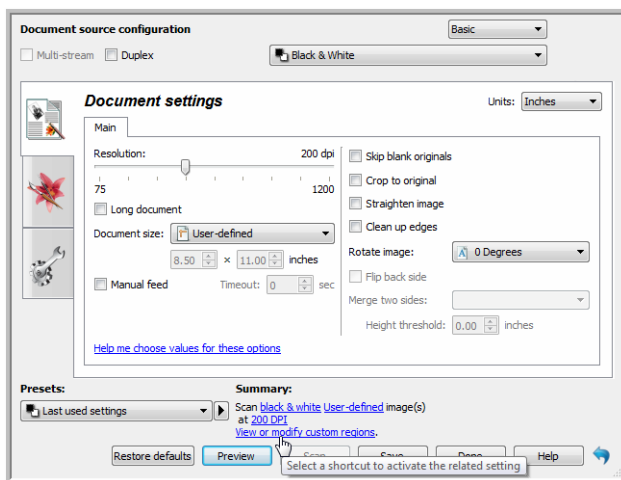 Document source configuration
Basic
Multi-stream
Duplex
Black & White
Document settings
Units: Inches
Main
Resolution: 200 dpi
75 1200
Long document
Document size: User-defined
8.50 × 11.00 inches
Manual feed Timeout: 0 sec
Help me choose values for these options
Skip blank originals
Crop to original
Straighten image
Clean up edges
Rotate image: A 0 Degrees
Flip back side
Merge two sides:
Height threshold: 0.00 inches
Presets:
Last used settings
Summary:
Scan black & white User-defined image(s)
at 200 DPI
View or modify custom regions.
Restore defaults Preview Scan Save Done Help
Select a shortcut to activate the related setting